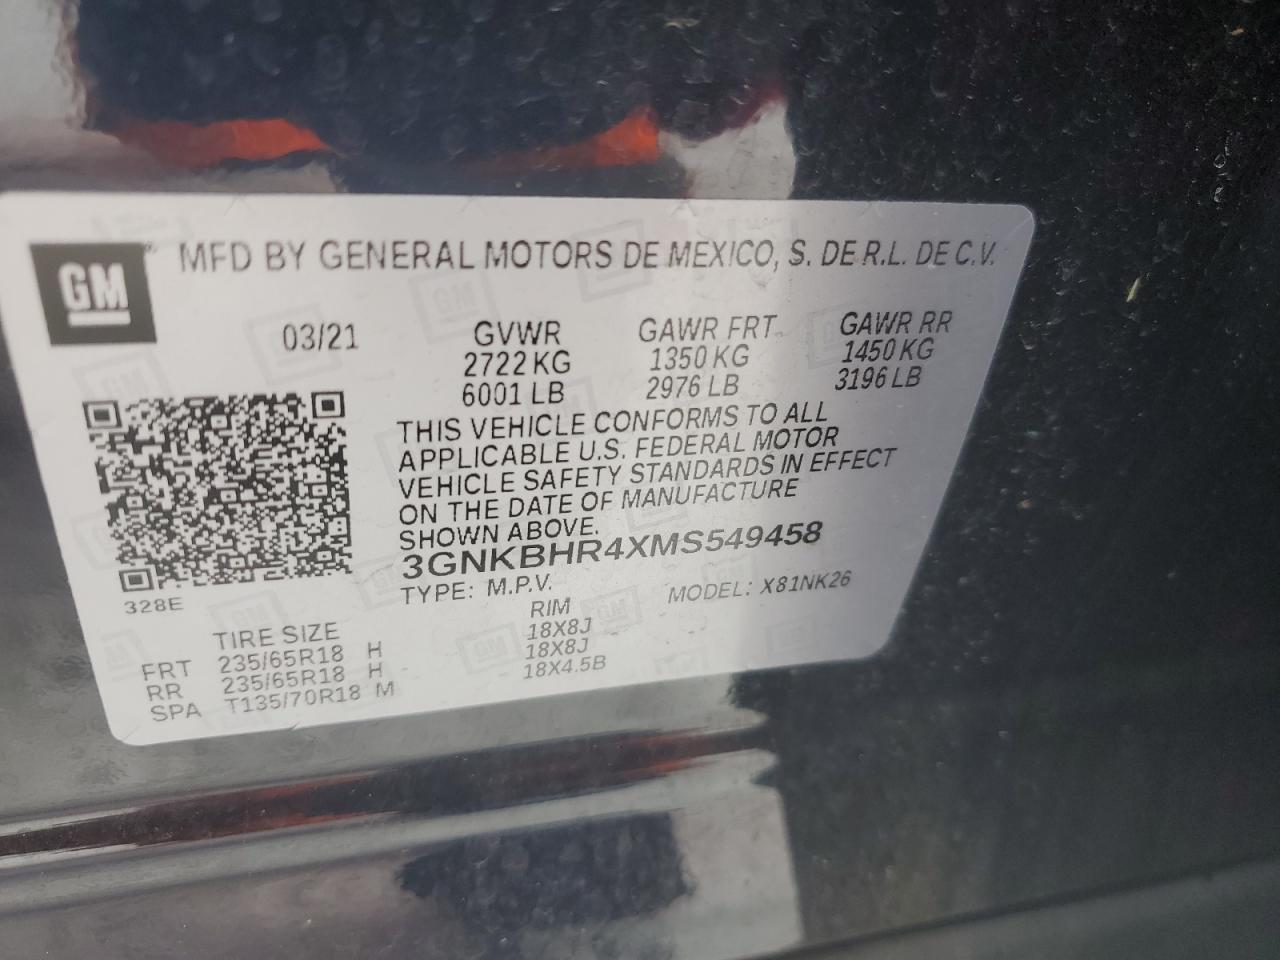 GM
MFD BY GENERAL MOTORS DE MEXICO, S. DE R.L. DE C.V.
03/21 GVWR GAWR FRT GAWR RR
2722 KG 1350 KG 1450 KG
6001 LB 2976 LB 3196 LB
THIS VEHICLE CONFORMS TO ALL
APPLICABLE U.S. FEDERAL MOTOR
VEHICLE SAFETY STANDARDS IN EFFECT
ON THE DATE OF MANUFACTURE
SHOWN ABOVE.
3GNKBHR4XMS549458
TYPE: M.P.V. MODEL: X81NK26
328E
TIRE SIZE RIM
FRT 235/65R18 H 18X8J
RR 235/65R18 H 18X8J
SPA T135/70R18 M 18X4.5B